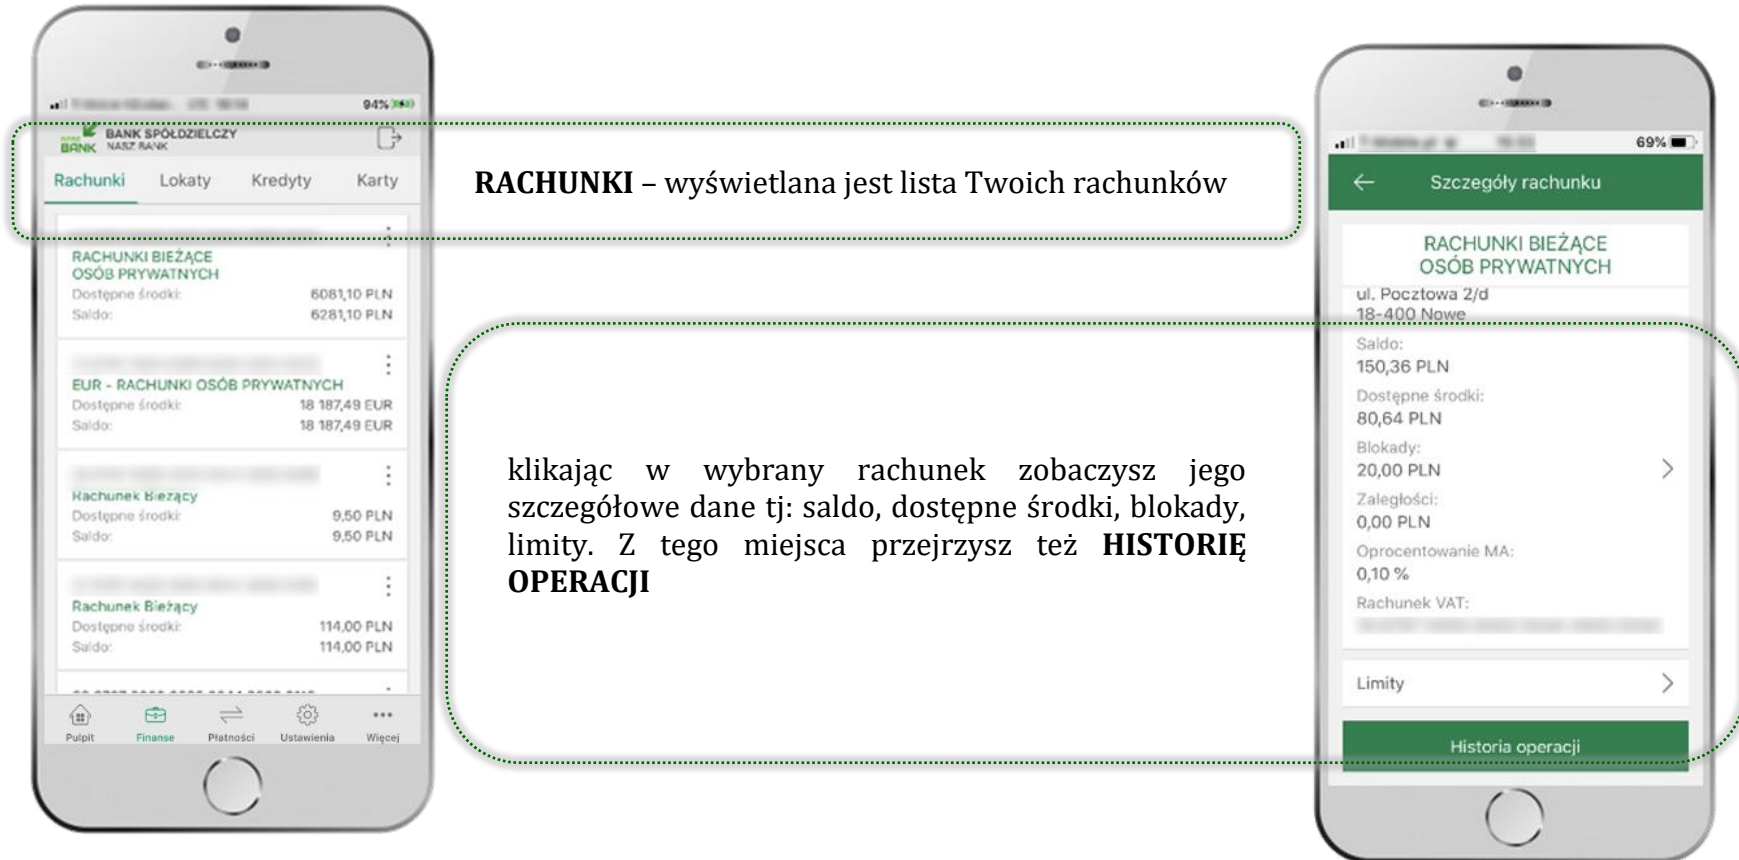 94%
BANK SPÓŁDZIELCZY
BANK NASZ BANK
Rachunki Lokaty Kredyty Karty
RACHUNKI BIEŻĄCE
OSÓB PRYWATNYCH
Dostępne środki: 6081,10 PLN
Saldo: 6281,10 PLN
EUR - RACHUNKI OSÓB PRYWATNYCH
Dostępne środki: 18 187,49 EUR
Saldo: 18 187,49 EUR
Rachunek Bieżący
Dostępne środki: 9,50 PLN
Saldo: 9,50 PLN
Rachunek Bieżący
Dostępne środki: 114,00 PLN
Saldo: 114,00 PLN
Pulpit Finanse Płatności Ustawienia Więcej
RACHUNKI – wyświetlana jest lista Twoich rachunków
klikając w wybrany rachunek zobaczysz jego
szczegółowe dane tj: saldo, dostępne środki, blokady,
limity. Z tego miejsca przejrzysz też HISTORIĘ
OPERACJI
69%
Szczegóły rachunku
RACHUNKI BIEŻĄCE
OSÓB PRYWATNYCH
ul. Pocztowa 2/d
18-400 Nowe
Saldo:
150,36 PLN
Dostępne środki:
80,64 PLN
Blokady:
20,00 PLN
Zaległości:
0,00 PLN
Oprocentowanie MA:
0,10 %
Rachunek VAT:
Limity
Historia operacji